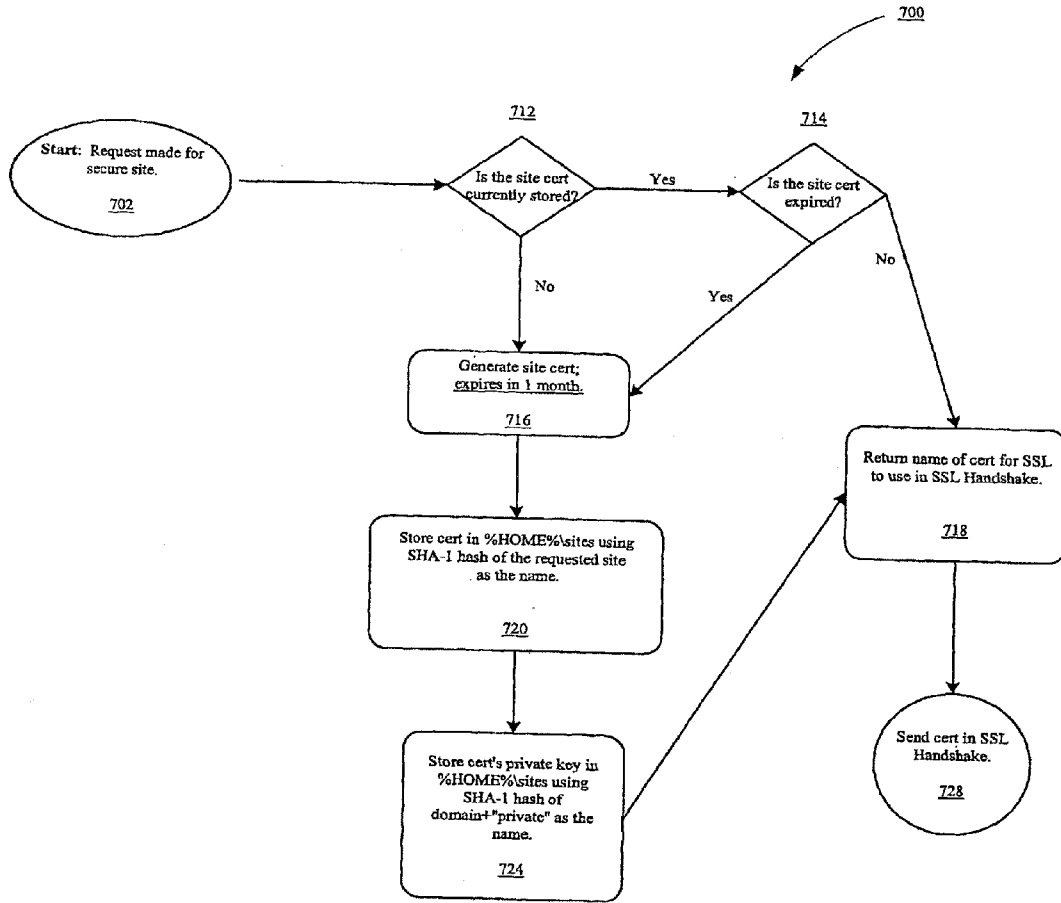 700
712
714
Start: Request made for
secure site.
702
Is the site cert
currently stored?
Yes
Is the site cert
expired?
No
No
Yes
Generate site cert;
expires in 1 month.
716
Return name of cert for SSL
to use in SSL Handshake.
718
Store cert in %HOME%\sites using
SHA-1 hash of the requested site
as the name.
720
Store cert's private key in
%HOME%\sites using
SHA-1 hash of
domain+"private" as the
name.
724
Send cert in SSL
Handshake.
728